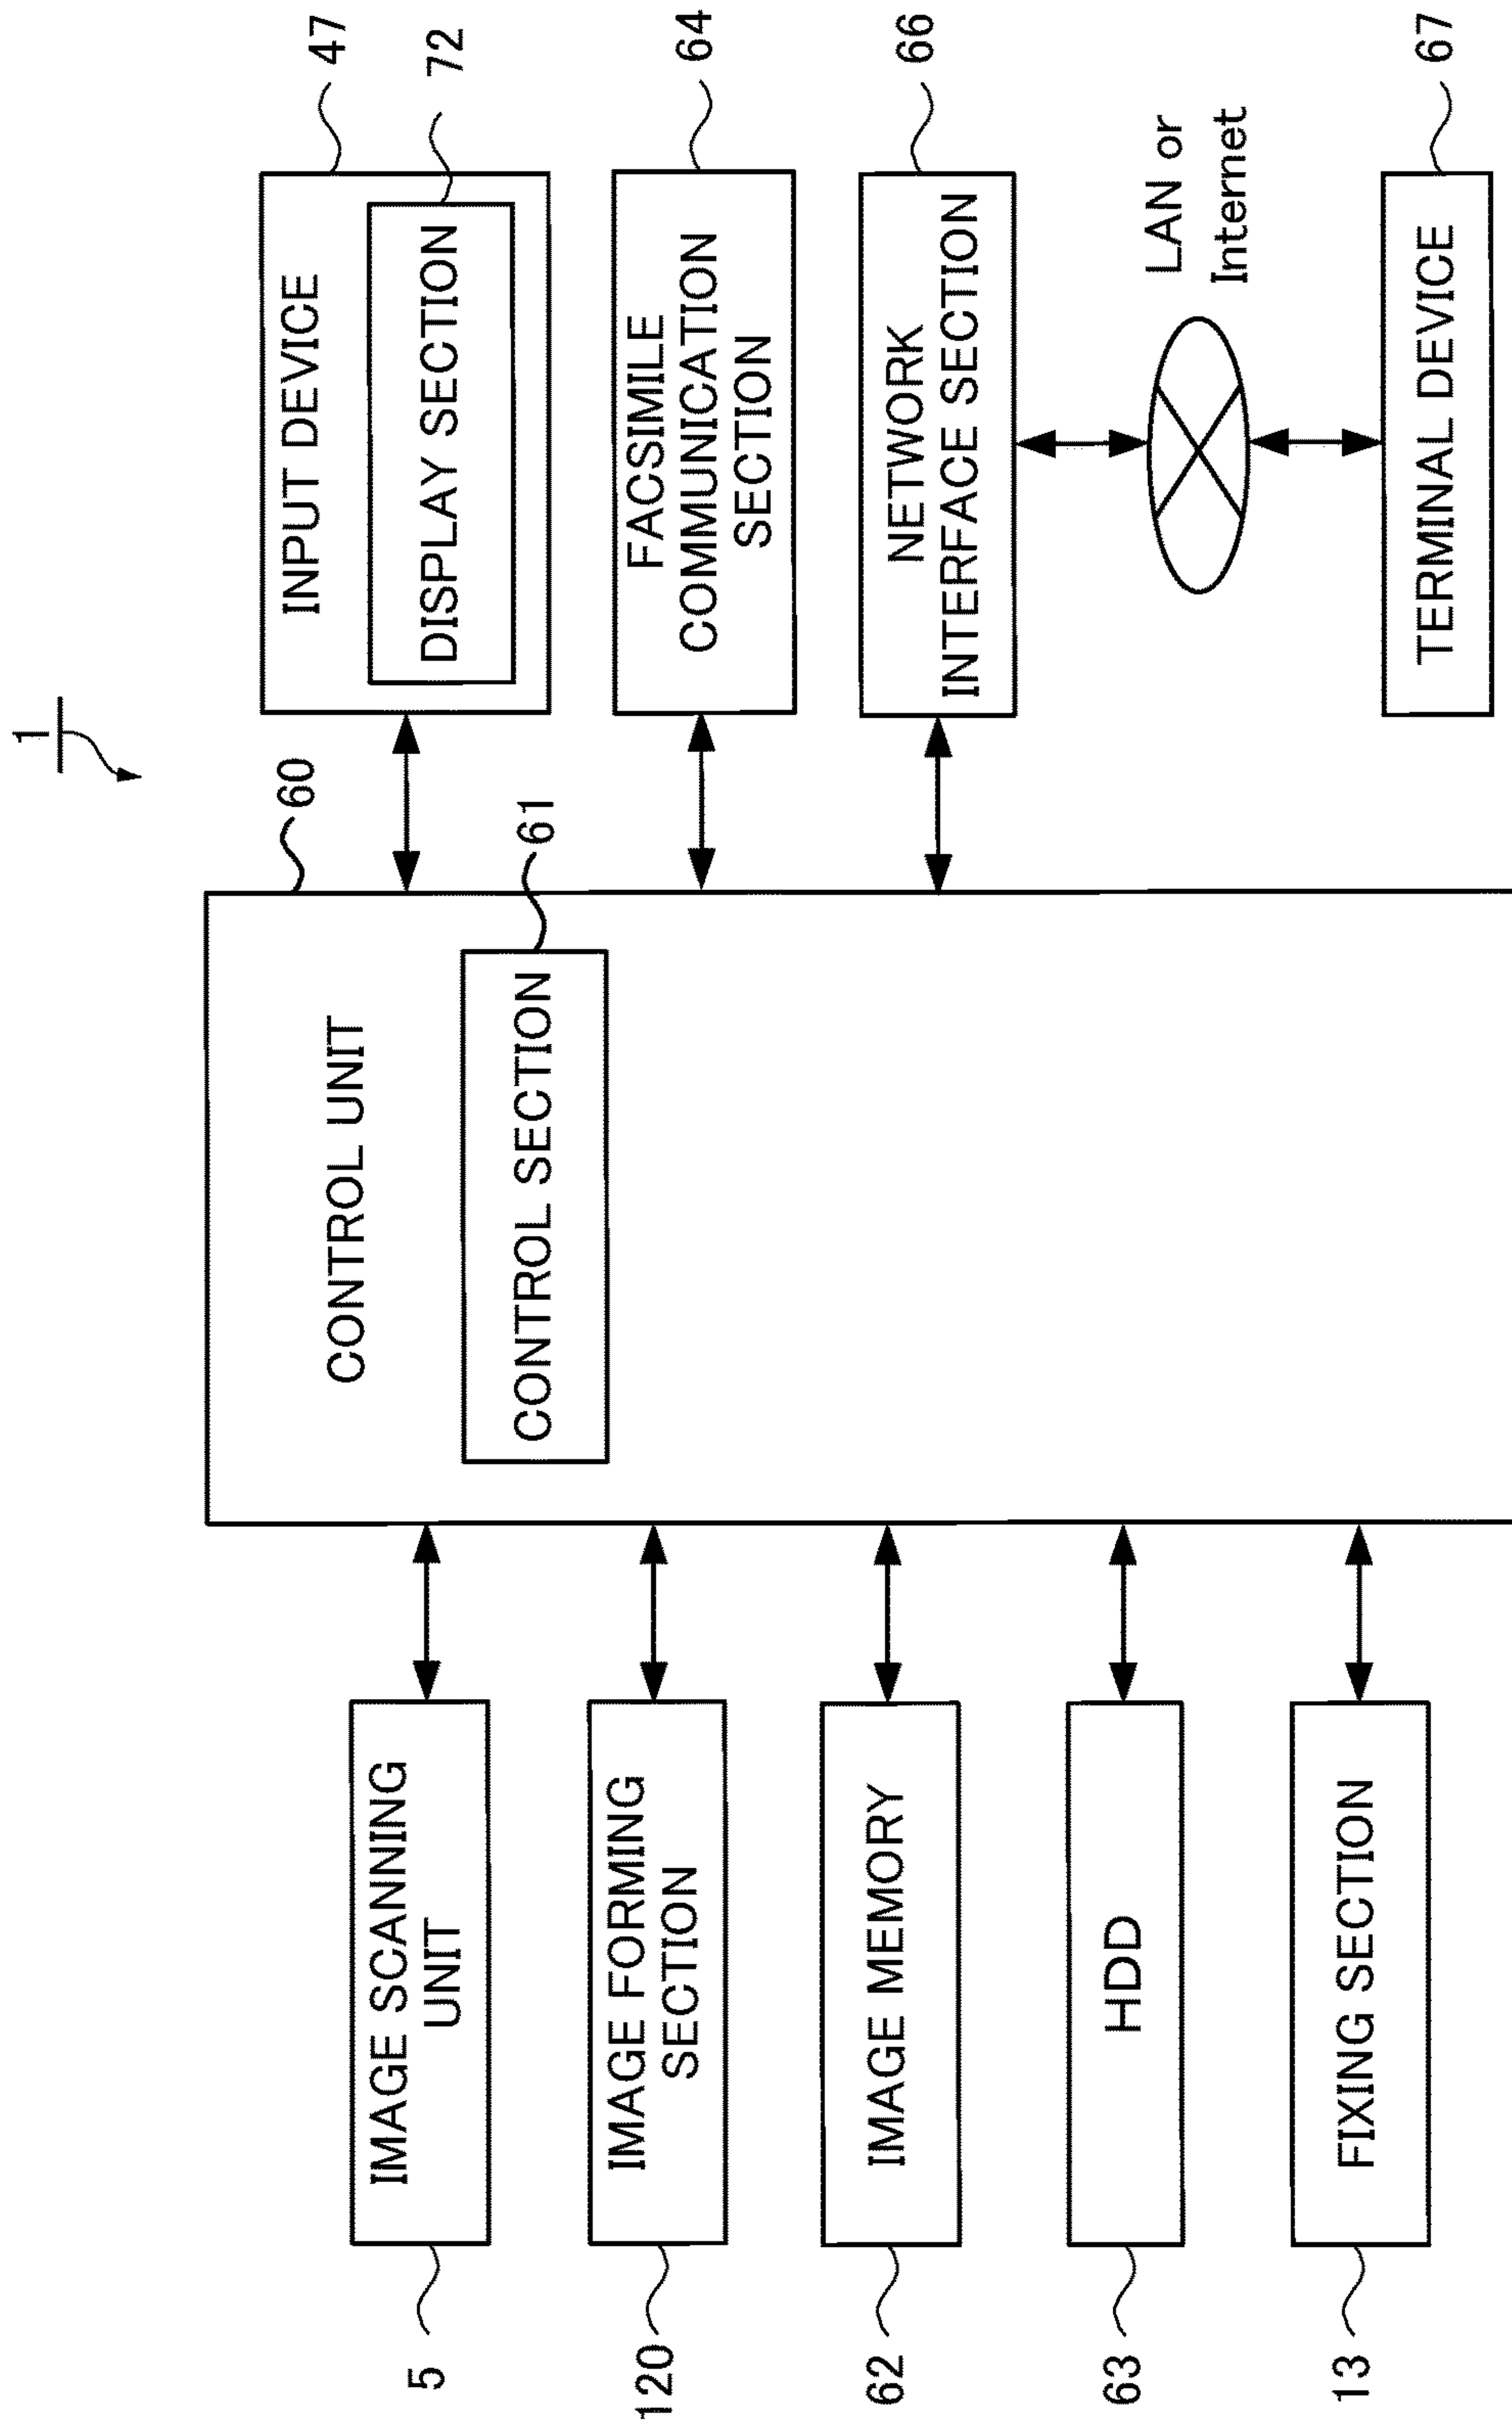 1
60
CONTROL UNIT
61
CONTROL SECTION
5
IMAGE SCANNING
UNIT
120
IMAGE FORMING
SECTION
62
IMAGE MEMORY
63
HDD
13
FIXING SECTION
47
INPUT DEVICE
72
DISPLAY SECTION
64
FACSIMILE
COMMUNICATION
SECTION
66
NETWORK
INTERFACE SECTION
LAN or
Internet
67
TERMINAL DEVICE